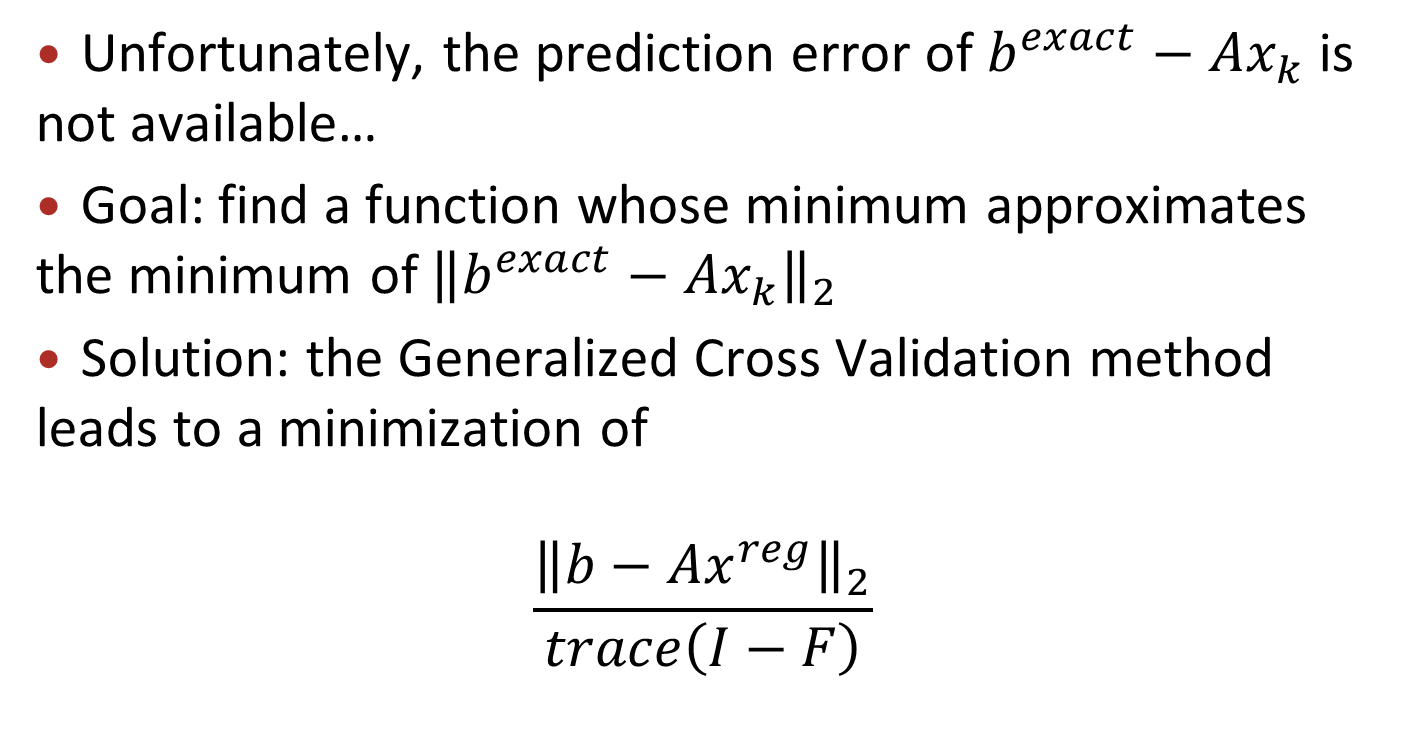 • Unfortunately, the prediction error of $b^{exact} - Ax_k$ is
not available...
• Goal: find a function whose minimum approximates
the minimum of $\|b^{exact} - Ax_k\|_2$
• Solution: the Generalized Cross Validation method
leads to a minimization of
$\frac{\|b - Ax^{reg}\|_2}{trace(I - F)}$